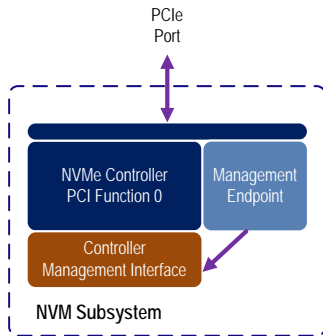 PCIe
Port
NVMe Controller
PCI Function 0
Management
Endpoint
Controller
Management Interface
NVM Subsystem